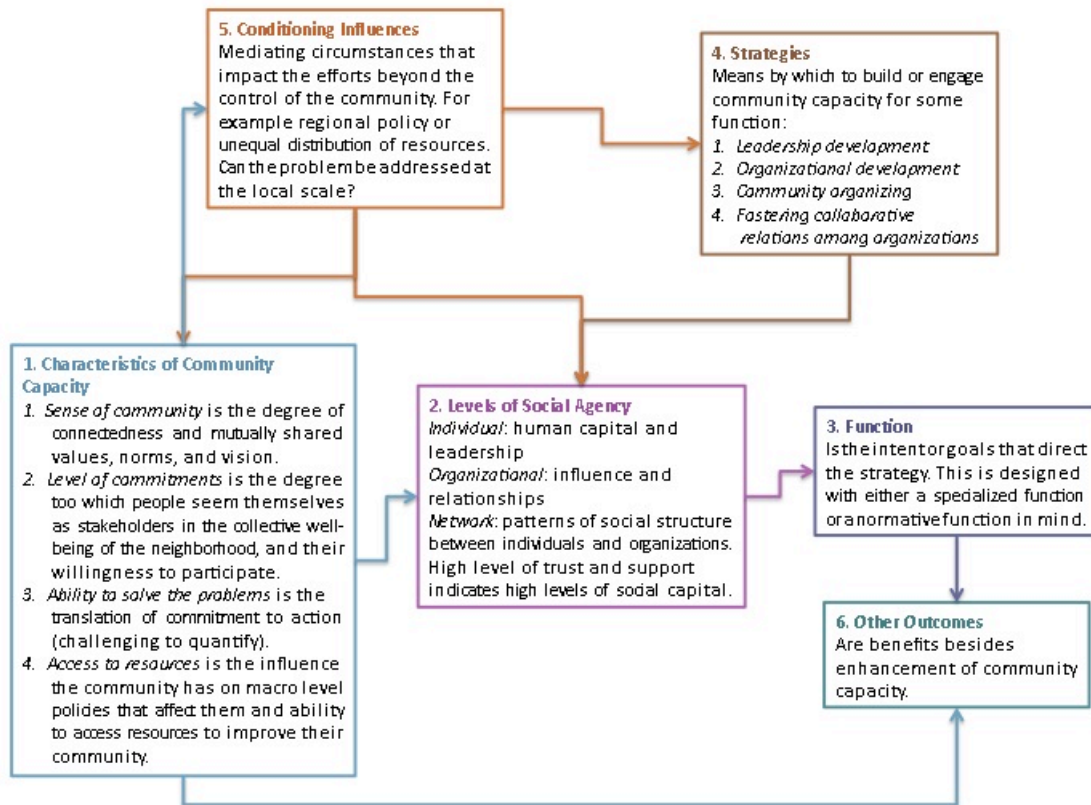 5. Conditioning Influences
Mediating circumstances that
impact the efforts beyond the
control of the community. For
example regional policy or
unequal distribution of resources.
Can the problem be addressed at
the local scale?
4. Strategies
Means by which to build or engage
community capacity for some
function:
1. Leadership development
2. Organizational development
3. Community organizing
4. Fostering collaborative
relations among organizations
1. Characteristics of Community
Capacity
1. Sense of community is the degree of
connectedness and mutually shared
values, norms, and vision.
2. Level of commitments is the degree
too which people seem themselves
as stakeholders in the collective well-
being of the neighborhood, and their
willingness to participate.
3. Ability to solve the problems is the
translation of commitment to action
(challenging to quantify).
4. Access to resources is the influence
the community has on macro level
policies that affect them and ability
to access resources to improve their
community.
2. Levels of Social Agency
Individual: human capital and
leadership
Organizational: influence and
relationships
Network: patterns of social structure
between individuals and organizations.
High level of trust and support
indicates high levels of social capital.
3. Function
Is the intent or goals that direct
the strategy. This is designed
with either a specialized function
or a normative function in mind.
6. Other Outcomes
Are benefits besides
enhancement of community
capacity.